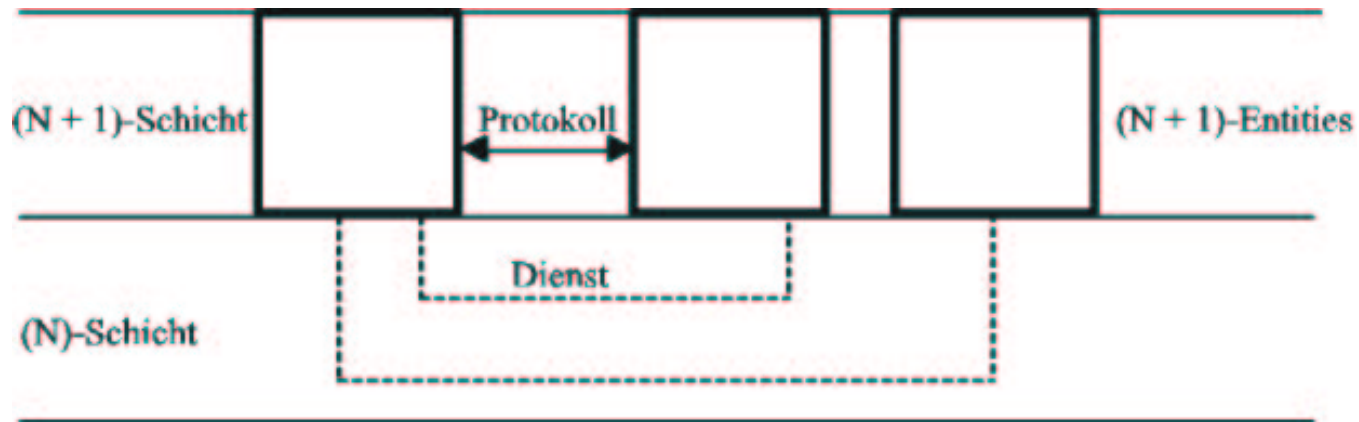 (N + 1)-Schicht
Protokoll
(N + 1)-Entities
Dienst
(N)-Schicht